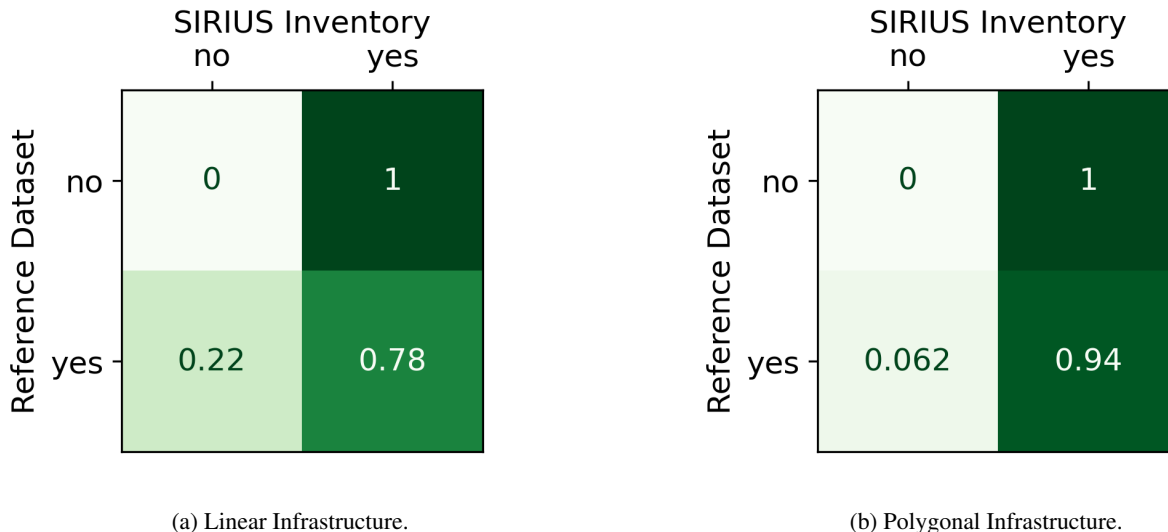 SIRIUS Inventory
no yes
Reference Dataset
no 0 1
yes 0.22 0.78
(a) Linear Infrastructure.
SIRIUS Inventory
no yes
Reference Dataset
no 0 1
yes 0.062 0.94
(b) Polygonal Infrastructure.